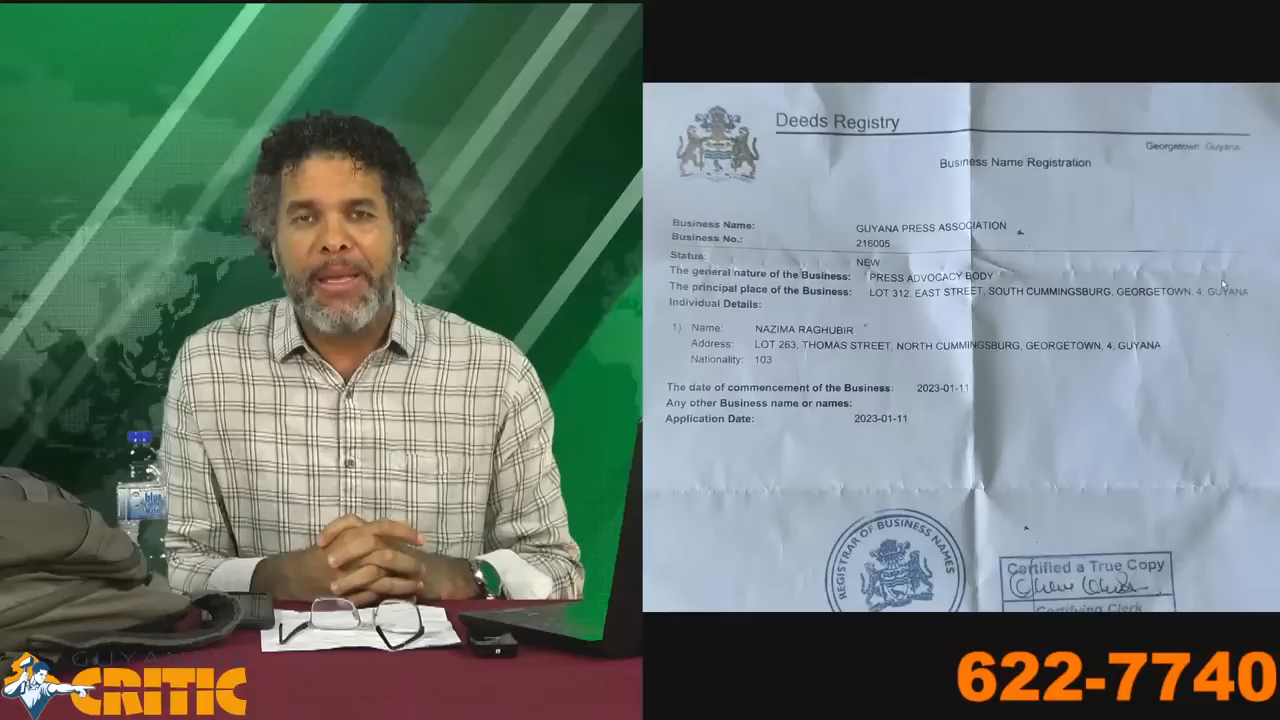 Deeds Registry
Georgetown Guyana.
Business Name Registration
Business Name: GUYANA PRESS ASSOCIATION
Business No.: 216005
Status: NEW
The general nature of the Business: PRESS ADVOCACY BODY
The principal place of the Business: LOT 312, EAST STREET, SOUTH CUMMINGSBURG, GEORGETOWN, 4, GUYANA
Individual Details:
1) Name: NAZIMA RAGHUBIR
Address: LOT 263, THOMAS STREET, NORTH CUMMINGSBURG, GEORGETOWN, 4, GUYANA
Nationality: 103
The date of commencement of the Business: 2023-01-11
Any other Business name or names:
Application Date: 2023-01-11
REGISTRAR OF BUSINESS NAMES
Certified a True Copy
Certifying Clerk
blue
GUYAN
CRITIC
622-7740